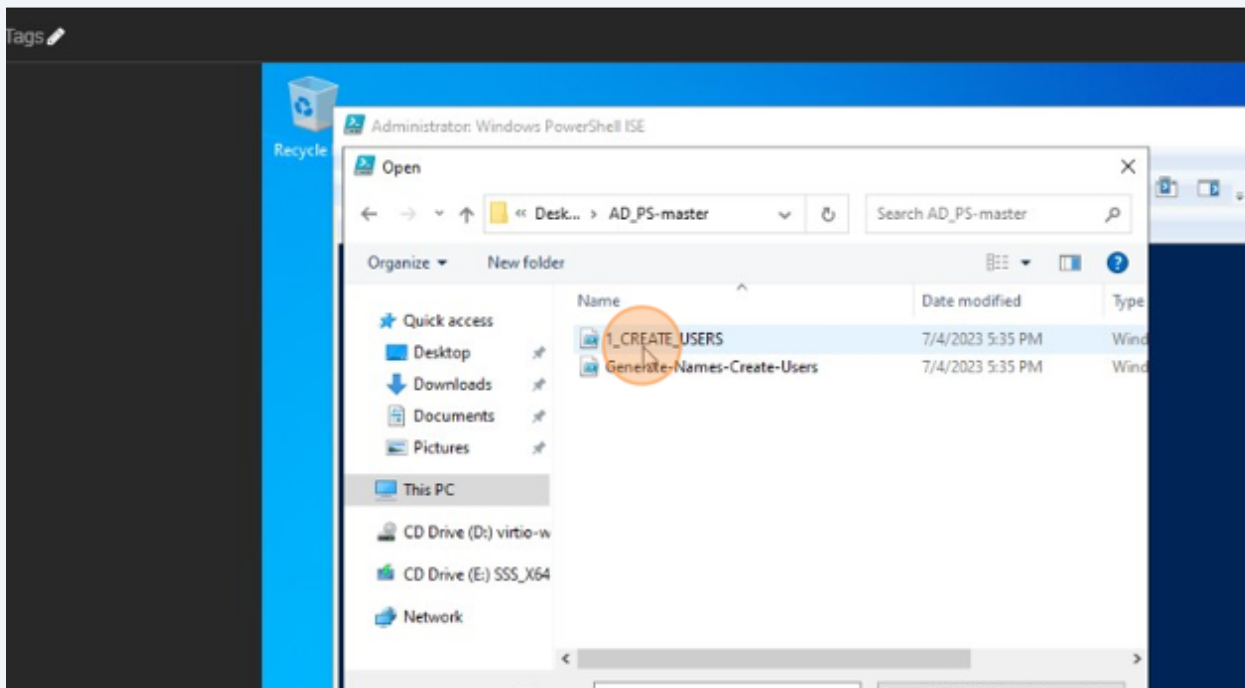 Tags
Recycle
Administrator: Windows PowerShell ISE
Open
« Desk... > AD_PS-master
Search AD_PS-master
Organize
New folder
Name
Date modified
Type
Quick access
Desktop
Downloads
Documents
Pictures
This PC
CD Drive (D:) virtio-w
CD Drive (E:) SSS_X64
Network
1_CREATE_USERS 7/4/2023 5:35 PM Wind
Generate-Names-Create-Users 7/4/2023 5:35 PM Wind